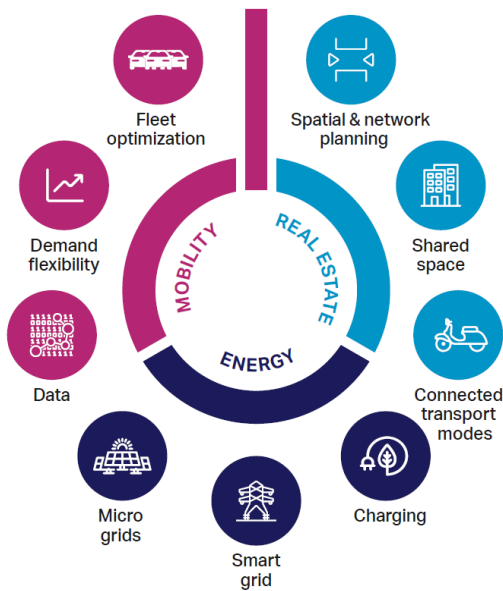 Fleet
optimization
Spatial & network
planning
Demand
flexibility
Shared
space
MOBILITY
REAL ESTATE
ENERGY
Data
Connected
transport
modes
Micro
grids
Charging
Smart
grid